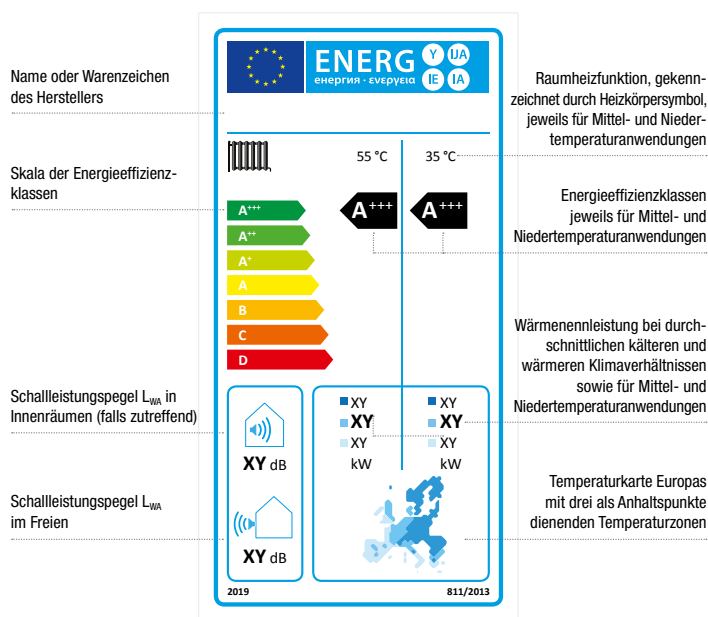 ENERG Y IJA
енергия · ενεργεια IE IA
Name oder Warenzeichen
des Herstellers
Raumheizfunktion, gekenn-
zeichnet durch Heizkörpersymbol,
jeweils für Mittel- und Nieder-
temperaturanwendungen
55 °C
35 °C
Skala der Energieeffizienz-
klassen
A+++
A++
A+
A
B
C
D
A+++
A+++
Energieeffizienzklassen
jeweils für Mittel- und
Niedertemperaturanwendungen
Wärmenennleistung bei durch-
schnittlichen kälteren und
wärmeren Klimaverhältnissen
sowie für Mittel- und
Niedertemperaturanwendungen
Schallleistungspegel LWA in
Innenräumen (falls zutreffend)
XY dB
XY
XY
XY
kW
XY
XY
XY
kW
Schallleistungspegel LWA
im Freien
XY dB
Temperaturkarte Europas
mit drei als Anhaltspunkte
dienenden Temperaturzonen
2019
811/2013